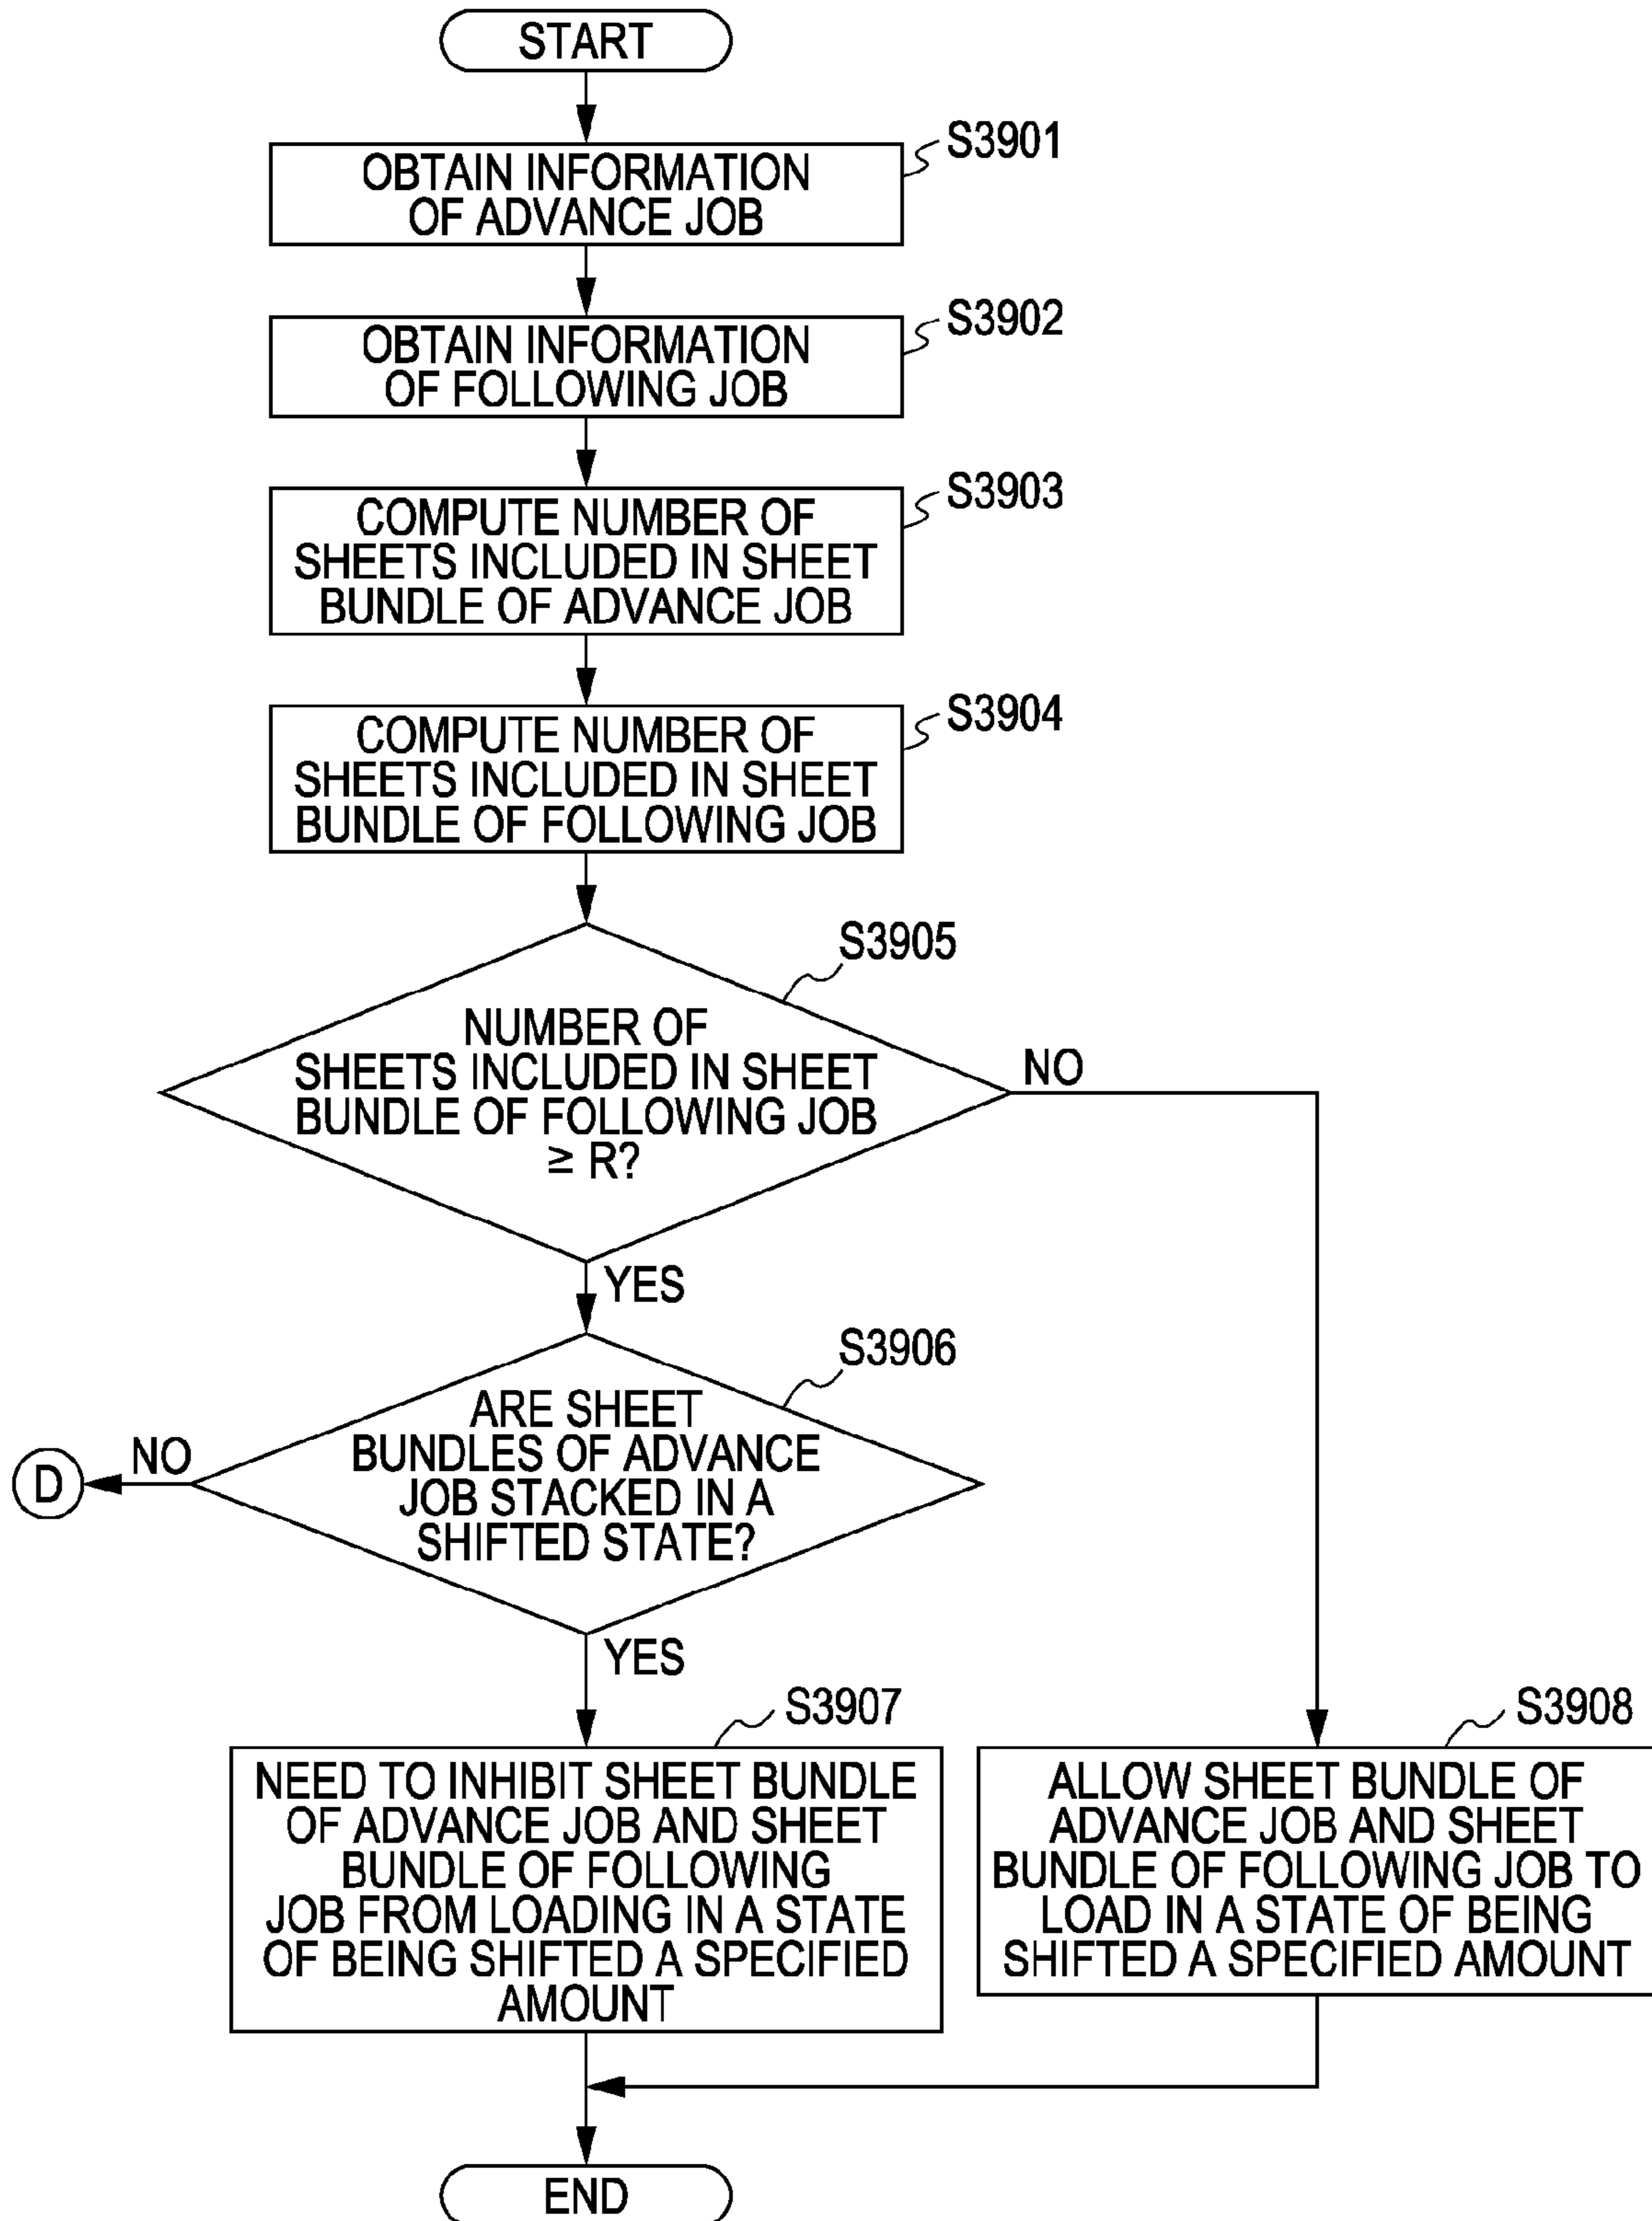 START
OBTAIN INFORMATION
OF ADVANCE JOB
S3901
OBTAIN INFORMATION
OF FOLLOWING JOB
S3902
COMPUTE NUMBER OF
SHEETS INCLUDED IN SHEET
BUNDLE OF ADVANCE JOB
S3903
COMPUTE NUMBER OF
SHEETS INCLUDED IN SHEET
BUNDLE OF FOLLOWING JOB
S3904
S3905
NUMBER OF
SHEETS INCLUDED IN SHEET
BUNDLE OF FOLLOWING JOB
≥ R?
NO
YES
S3906
ARE SHEET
BUNDLES OF ADVANCE
JOB STACKED IN A
SHIFTED STATE?
NO
D
YES
S3907
NEED TO INHIBIT SHEET BUNDLE
OF ADVANCE JOB AND SHEET
BUNDLE OF FOLLOWING
JOB FROM LOADING IN A STATE
OF BEING SHIFTED A SPECIFIED
AMOUNT
S3908
ALLOW SHEET BUNDLE OF
ADVANCE JOB AND SHEET
BUNDLE OF FOLLOWING JOB TO
LOAD IN A STATE OF BEING
SHIFTED A SPECIFIED AMOUNT
END